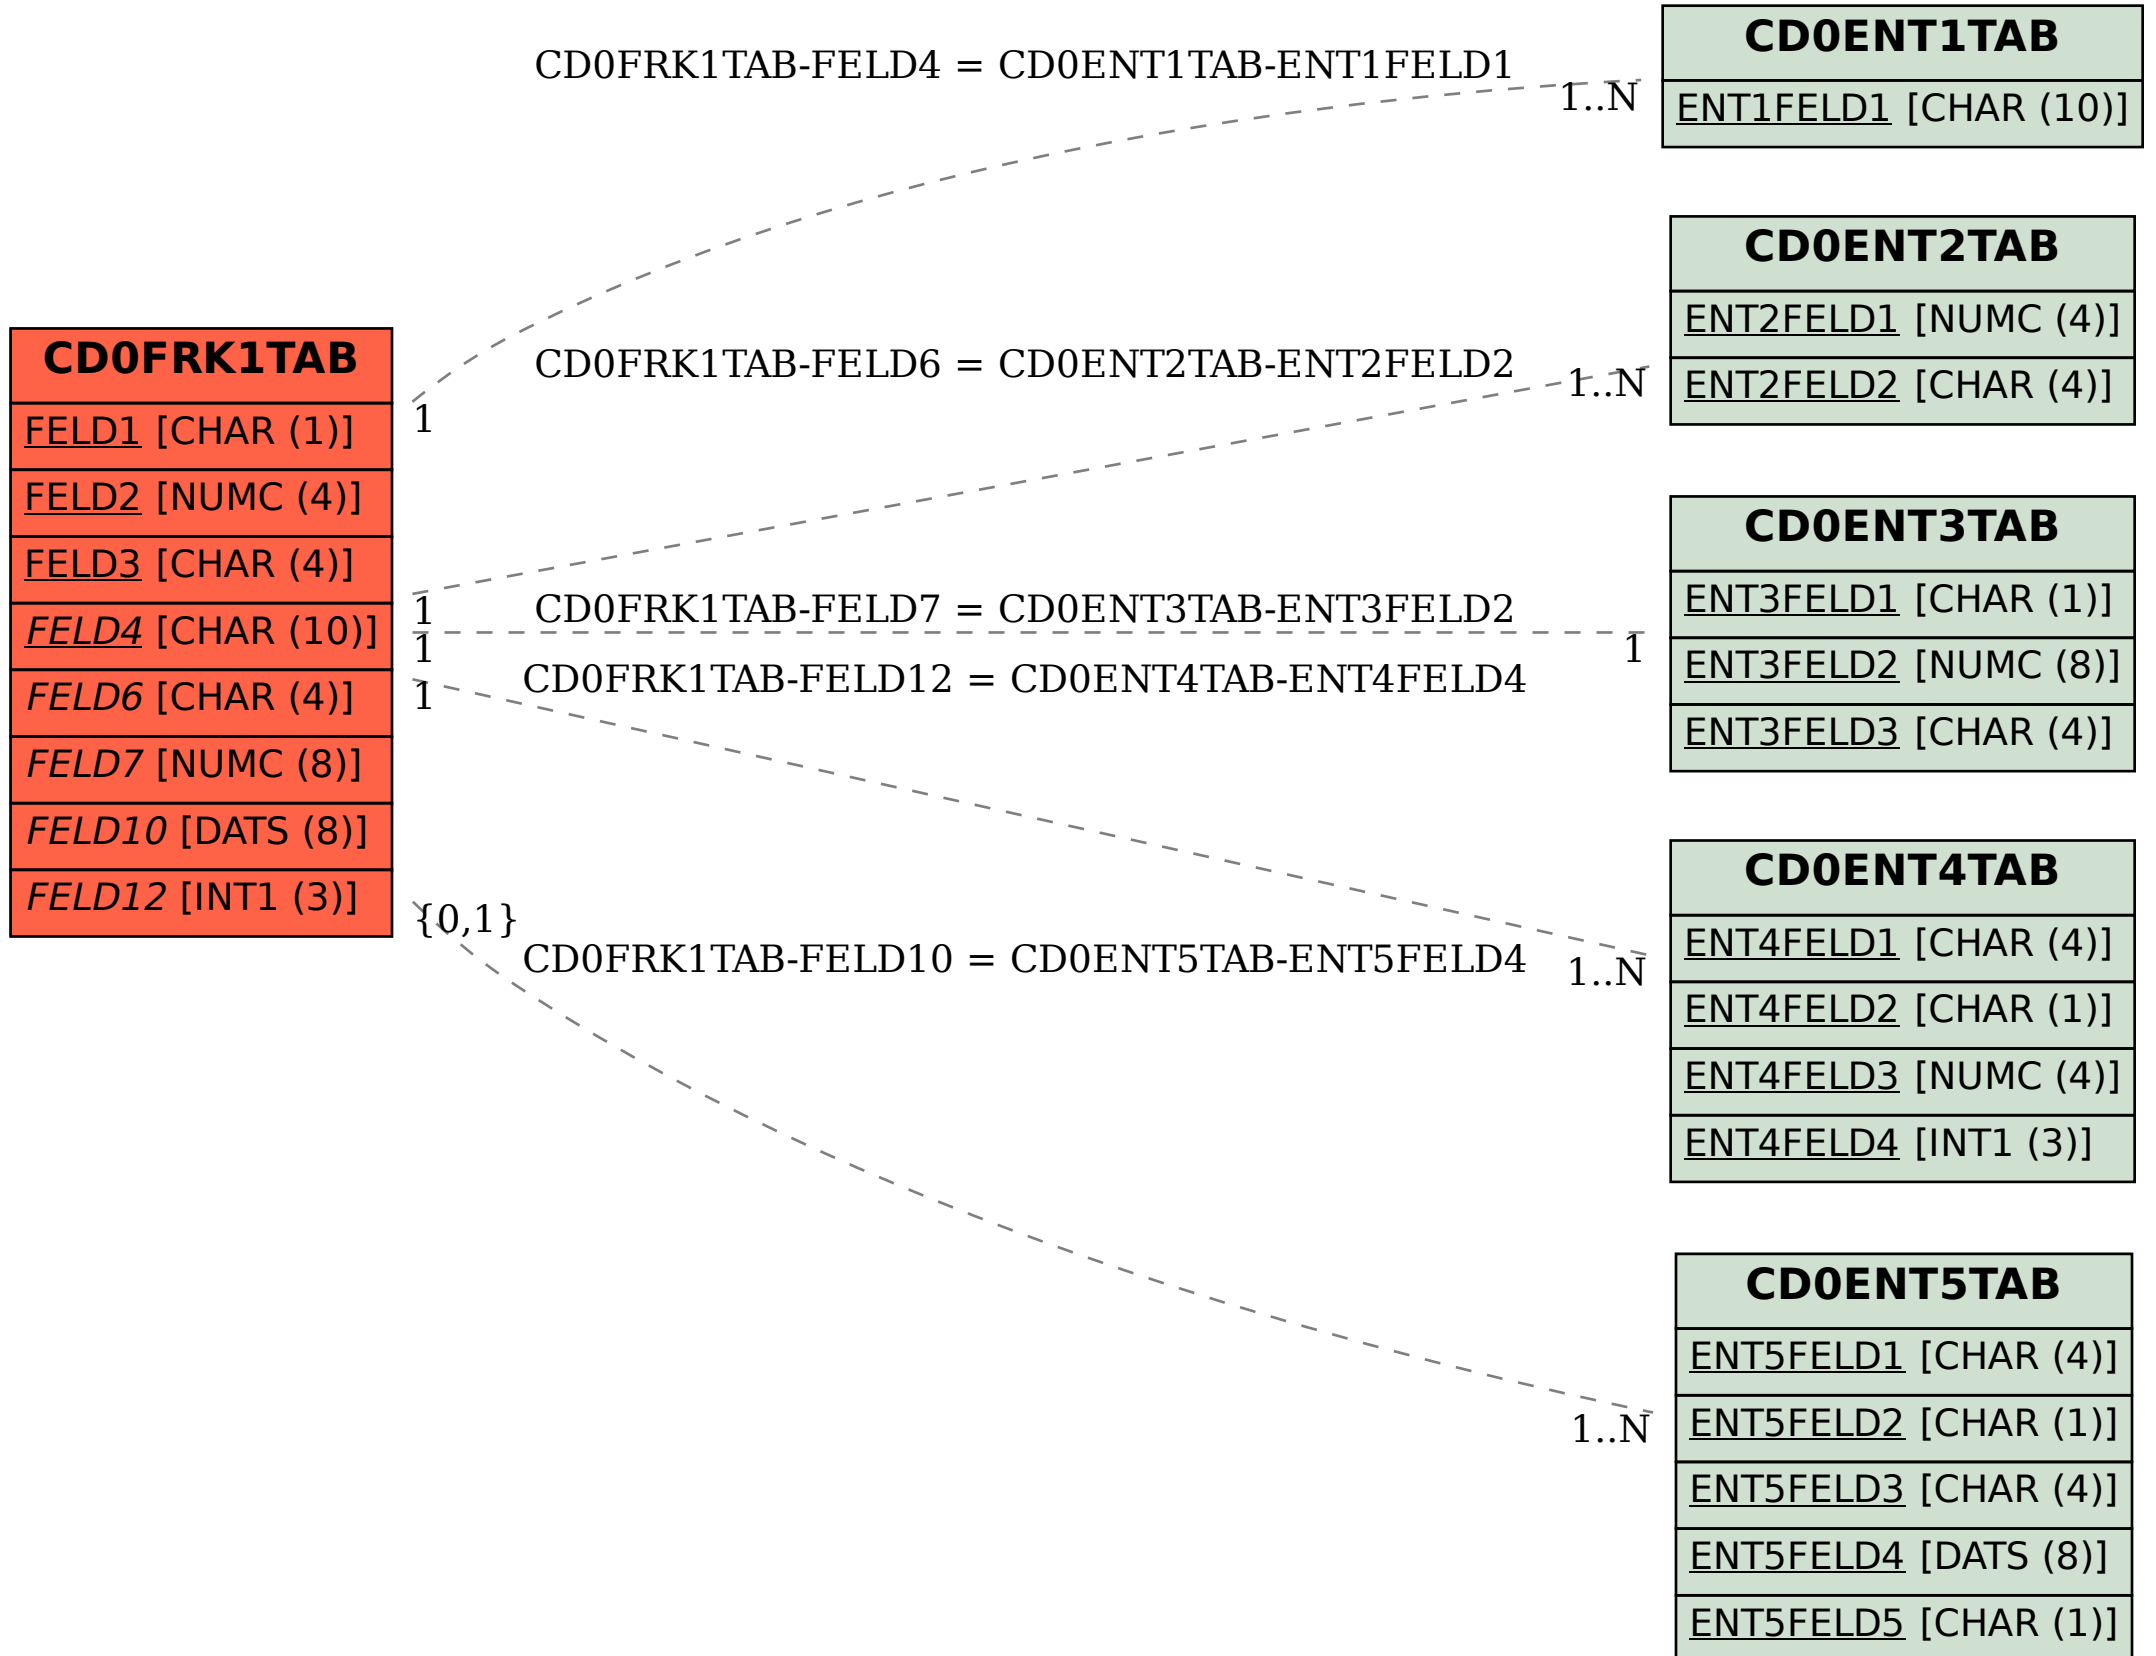 CD0FRK1TAB
FELD1 [CHAR (1)]
FELD2 [NUMC (4)]
FELD3 [CHAR (4)]
FELD4 [CHAR (10)]
FELD6 [CHAR (4)]
FELD7 [NUMC (8)]
FELD10 [DATS (8)]
FELD12 [INT1 (3)]
CD0FRK1TAB-FELD4 = CD0ENT1TAB-ENT1FELD1
1
1..N
CD0FRK1TAB-FELD6 = CD0ENT2TAB-ENT2FELD2
1
1..N
CD0FRK1TAB-FELD7 = CD0ENT3TAB-ENT3FELD2
1
1
CD0FRK1TAB-FELD12 = CD0ENT4TAB-ENT4FELD4
1
1..N
CD0FRK1TAB-FELD10 = CD0ENT5TAB-ENT5FELD4
{0,1}
1..N
CD0ENT1TAB
ENT1FELD1 [CHAR (10)]
CD0ENT2TAB
ENT2FELD1 [NUMC (4)]
ENT2FELD2 [CHAR (4)]
CD0ENT3TAB
ENT3FELD1 [CHAR (1)]
ENT3FELD2 [NUMC (8)]
ENT3FELD3 [CHAR (4)]
CD0ENT4TAB
ENT4FELD1 [CHAR (4)]
ENT4FELD2 [CHAR (1)]
ENT4FELD3 [NUMC (4)]
ENT4FELD4 [INT1 (3)]
CD0ENT5TAB
ENT5FELD1 [CHAR (4)]
ENT5FELD2 [CHAR (1)]
ENT5FELD3 [CHAR (4)]
ENT5FELD4 [DATS (8)]
ENT5FELD5 [CHAR (1)]